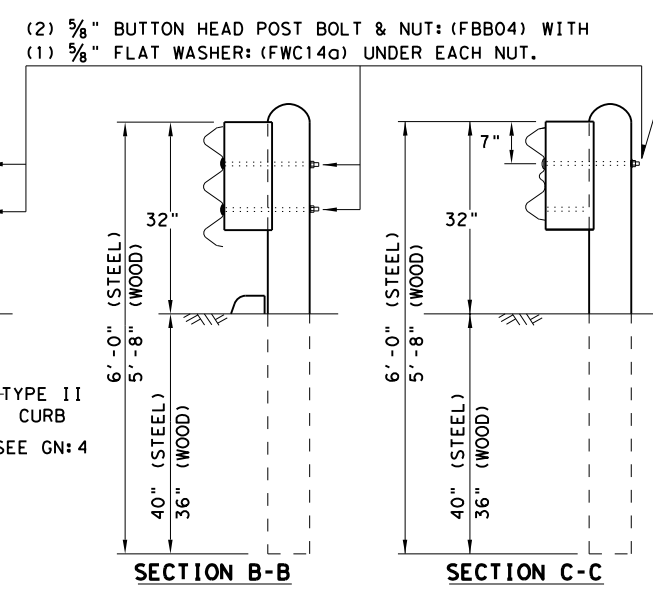 (2) ⅝" BUTTON HEAD POST BOLT & NUT: (FBB04) WITH
(1) ⅝" FLAT WASHER: (FWC14a) UNDER EACH NUT.
7"
32"
32"
6'-0" (STEEL)
5'-8" (WOOD)
6'-0" (STEEL)
5'-8" (WOOD)
TYPE II
CURB
SEE GN:4
40" (STEEL)
36" (WOOD)
40" (STEEL)
36" (WOOD)
SECTION B-B
SECTION C-C